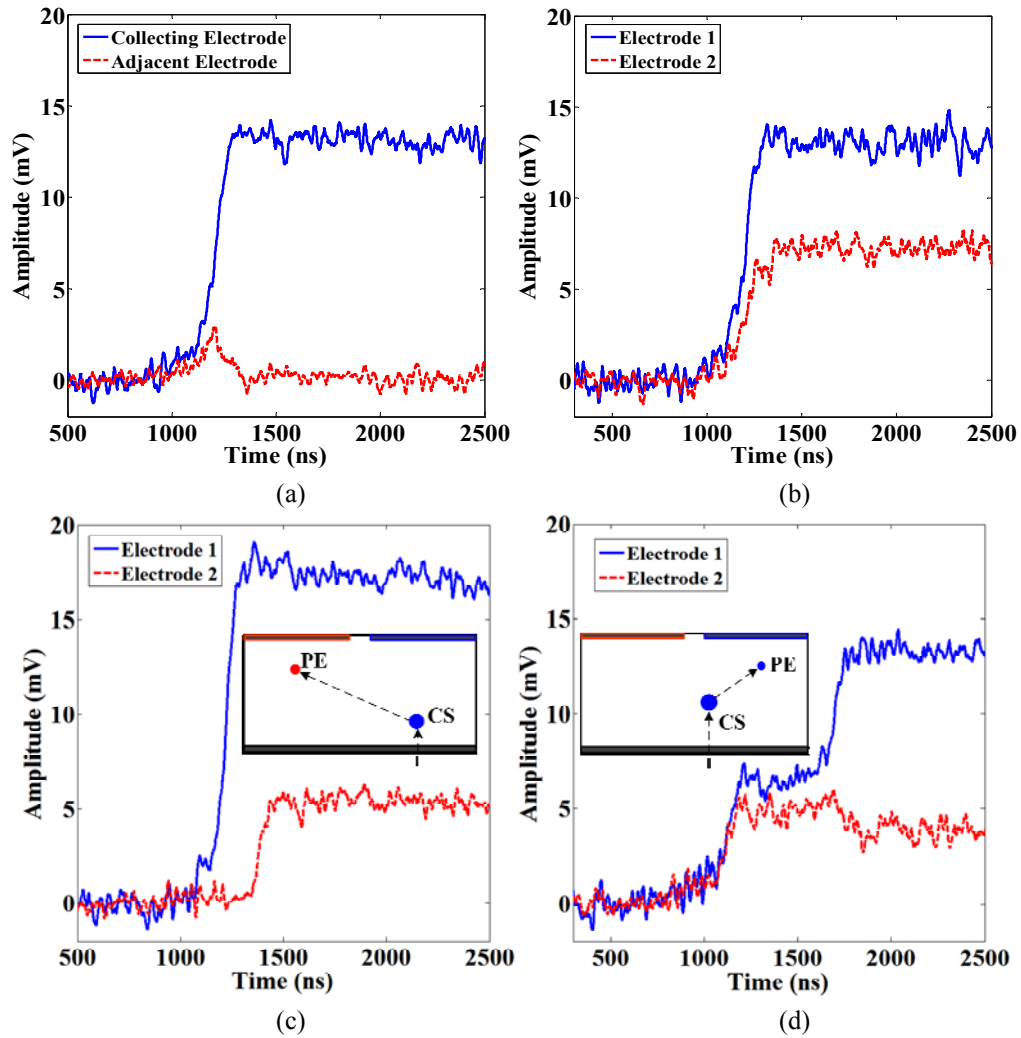 20
15
10
5
0
Amplitude (mV)
Collecting Electrode
Adjacent Electrode
500 1000 1500 2000 2500
Time (ns)
(a)
20
15
10
5
0
Amplitude (mV)
Electrode 1
Electrode 2
500 1000 1500 2000 2500
Time (ns)
(b)
20
15
10
5
0
Amplitude (mV)
Electrode 1
Electrode 2
PE
CS
500 1000 1500 2000 2500
Time (ns)
(c)
20
15
10
5
0
Amplitude (mV)
Electrode 1
Electrode 2
PE
CS
500 1000 1500 2000 2500
Time (ns)
(d)